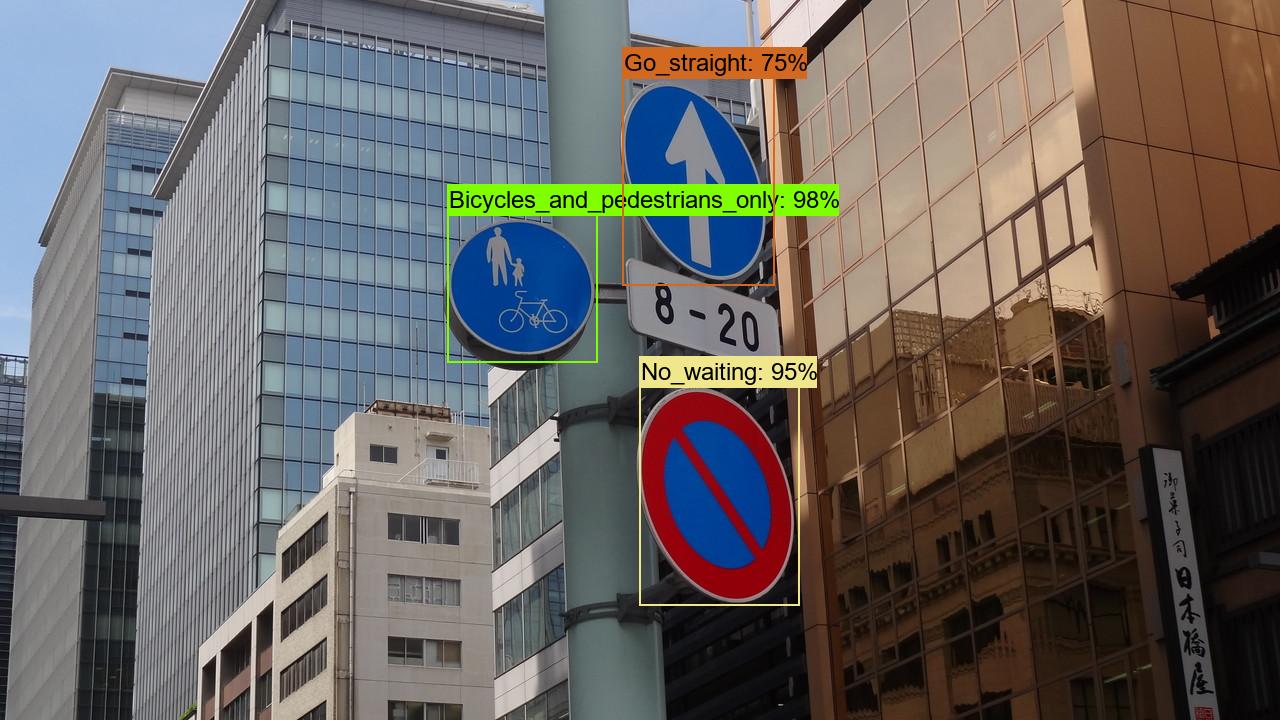 Go_straight: 75%
Bicycles_and_pedestrians_only: 98%
8-20
No_waiting: 95%
御菓子司
日本橋屋